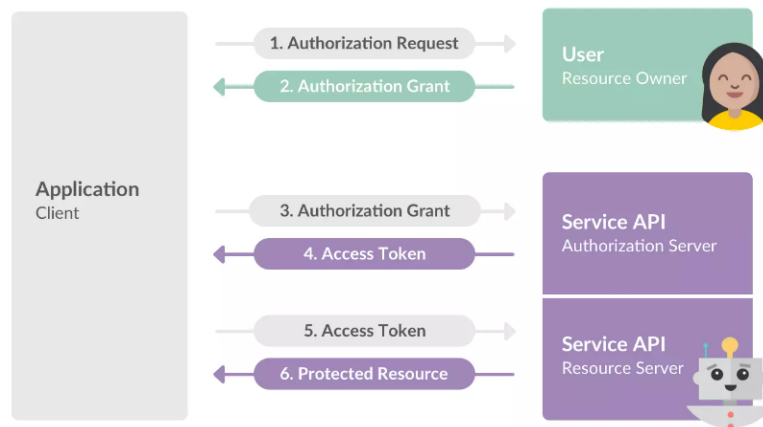 1. Authorization Request
2. Authorization Grant
User
Resource Owner
Application
Client
3. Authorization Grant
4. Access Token
Service API
Authorization Server
5. Access Token
6. Protected Resource
Service API
Resource Server